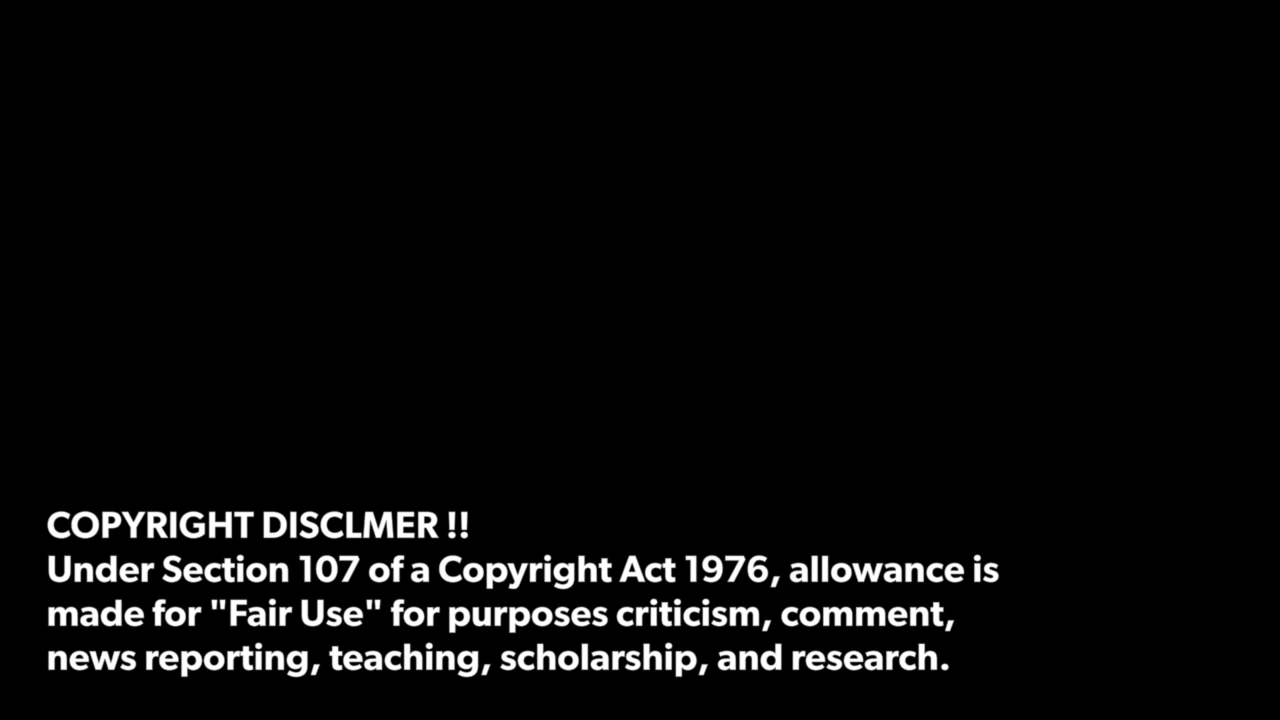 COPYRIGHT DISCLMER !!
Under Section 107 of a Copyright Act 1976, allowance is
made for "Fair Use" for purposes criticism, comment,
news reporting, teaching, scholarship, and research.